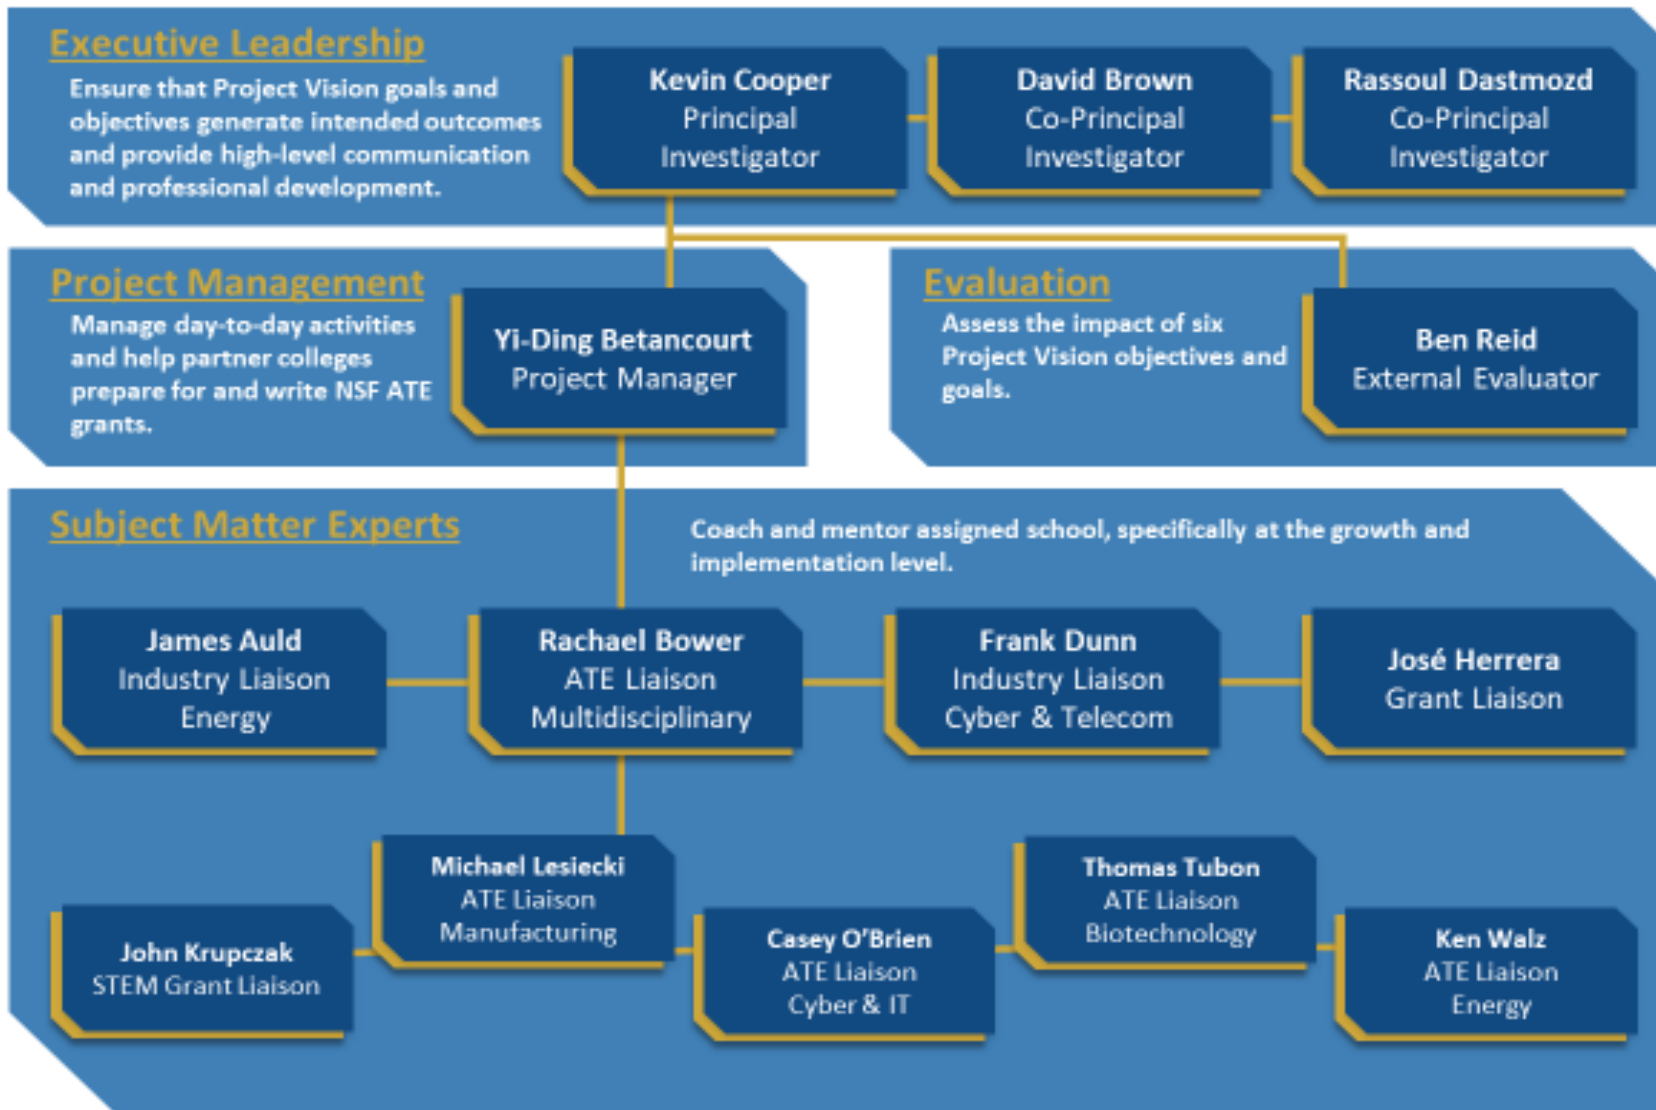 Executive Leadership
Ensure that Project Vision goals and
objectives generate intended outcomes
and provide high-level communication
and professional development.
Kevin Cooper
Principal
Investigator
David Brown
Co-Principal
Investigator
Rassoul Dastmozd
Co-Principal
Investigator
Project Management
Manage day-to-day activities
and help partner colleges
prepare for and write NSF ATE
grants.
Yi-Ding Betancourt
Project Manager
Evaluation
Assess the impact of six
Project Vision objectives and
goals.
Ben Reid
External Evaluator
Subject Matter Experts
Coach and mentor assigned school, specifically at the growth and
implementation level.
James Auld
Industry Liaison
Energy
Rachael Bower
ATE Liaison
Multidisciplinary
Frank Dunn
Industry Liaison
Cyber & Telecom
José Herrera
Grant Liaison
John Krupczak
STEM Grant Liaison
Michael Lesiecki
ATE Liaison
Manufacturing
Casey O'Brien
ATE Liaison
Cyber & IT
Thomas Tubon
ATE Liaison
Biotechnology
Ken Walz
ATE Liaison
Energy